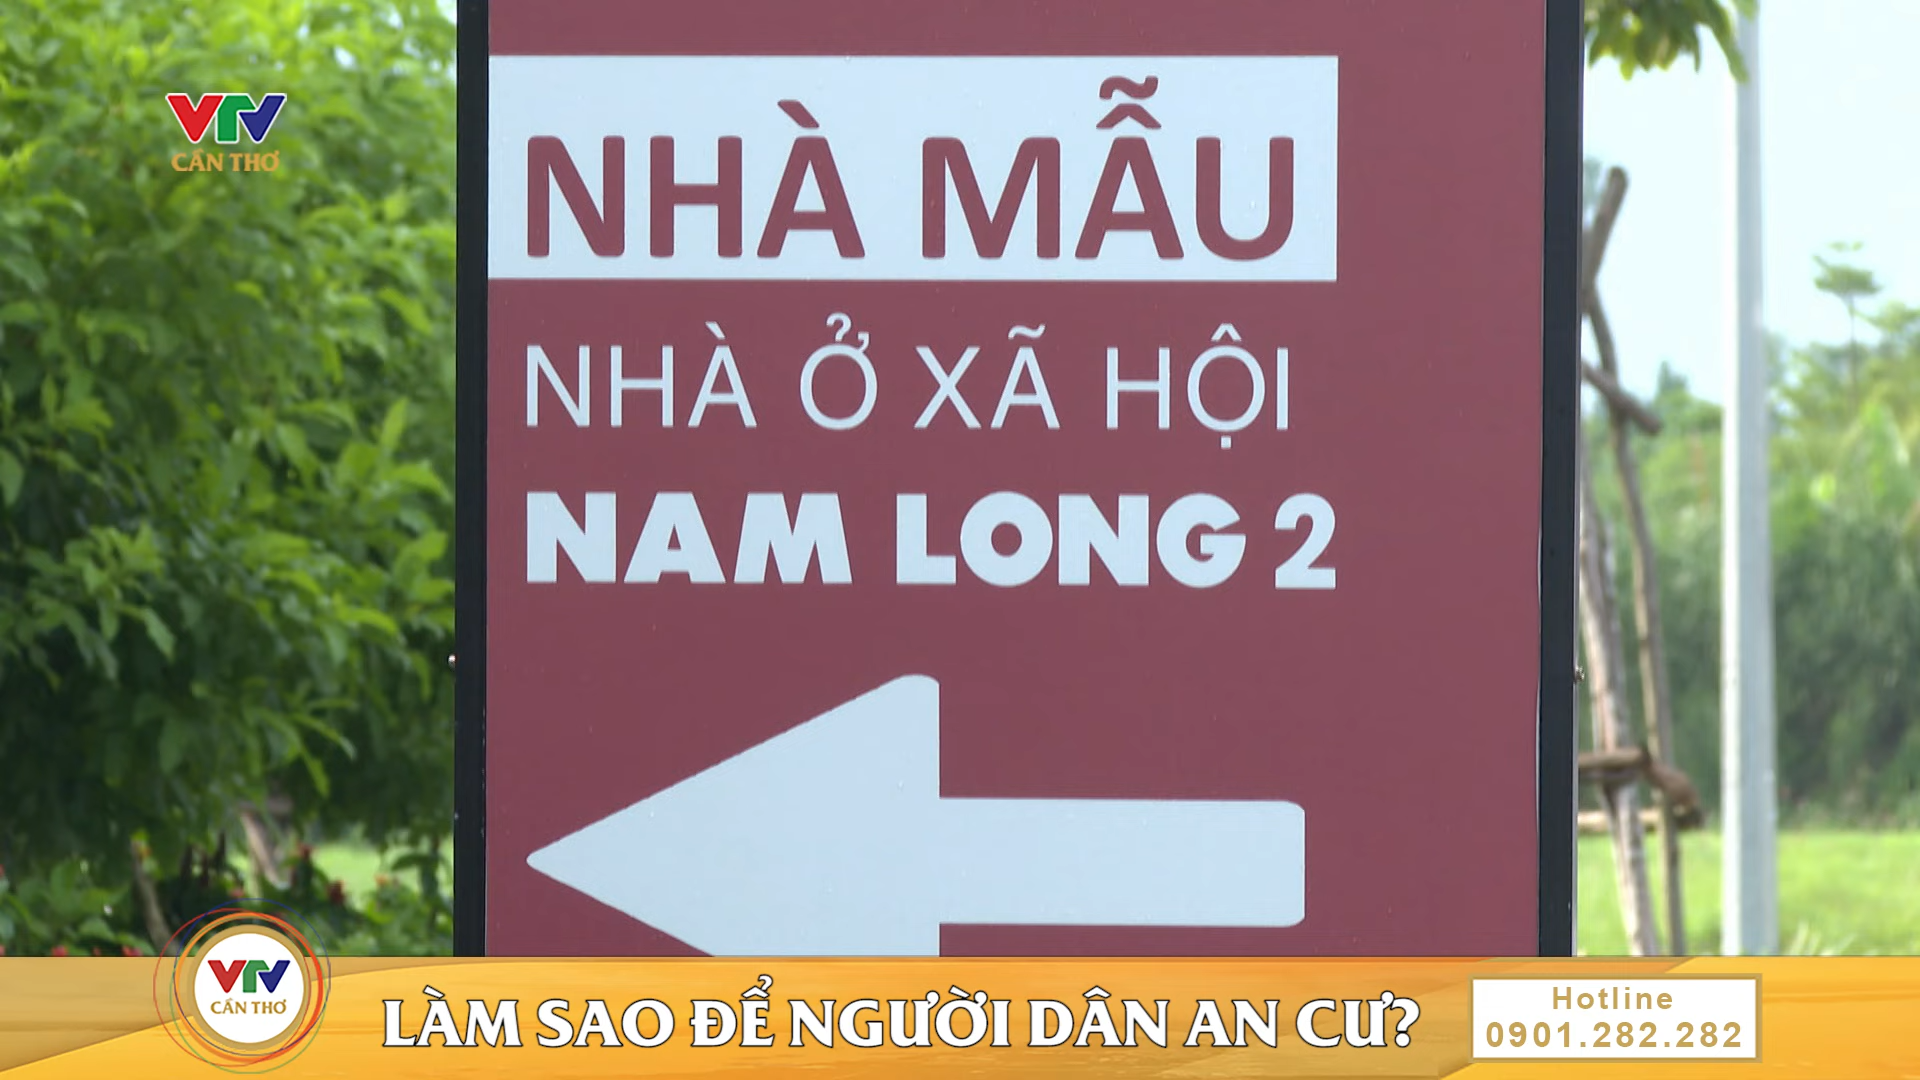 VTV
CẦN THƠ
NHÀ MẪU
NHÀ Ở XÃ HỘI
NAM LONG 2
VTV
CẦN THƠ
LÀM SAO ĐỂ NGƯỜI DÂN AN CƯ?
Hotline
0901.282.282